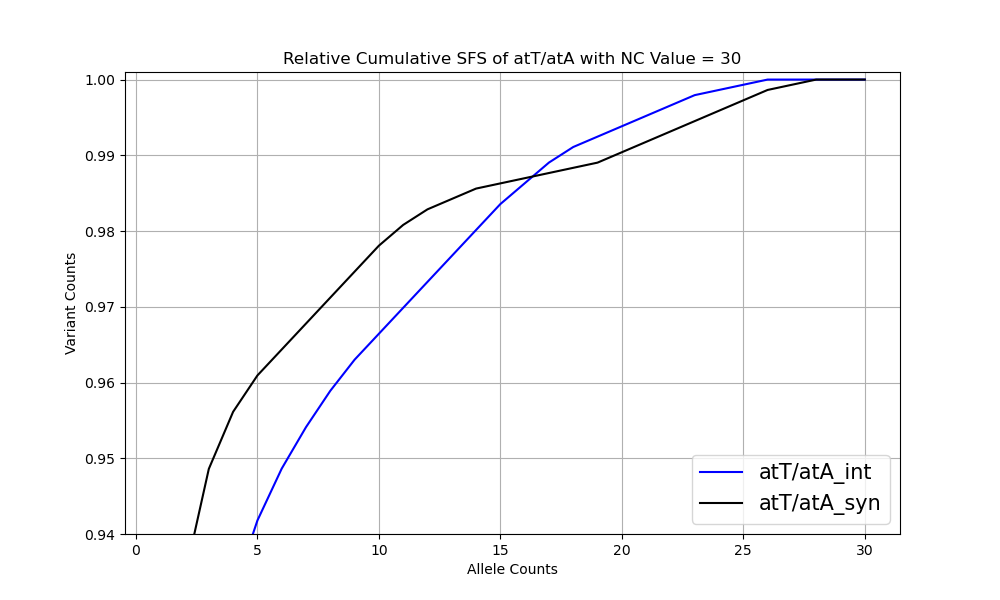 Relative Cumulative SFS of atT/atA with NC Value = 30
Variant Counts
1.00
0.99
0.98
0.97
0.96
0.95
0.94
0 5 10 15 20 25 30
Allele Counts
atT/atA_int
atT/atA_syn